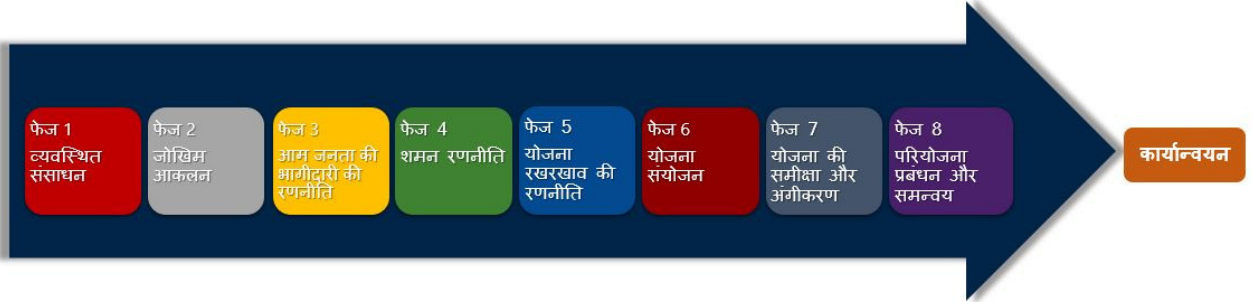 फेज 1
व्यवस्थित
संसाधन
फेज 2
जोखिम
आकलन
फेज 3
आम जनता की
भागीदारी की
रणनीति
फेज 4
शमन रणनीति
फेज 5
योजना
रखरखाव की
रणनीति
फेज 6
योजना
संयोजन
फेज 7
योजना की
समीक्षा और
अंगीकरण
फेज 8
परियोजना
प्रबंधन और
समन्वय
कार्यान्वयन